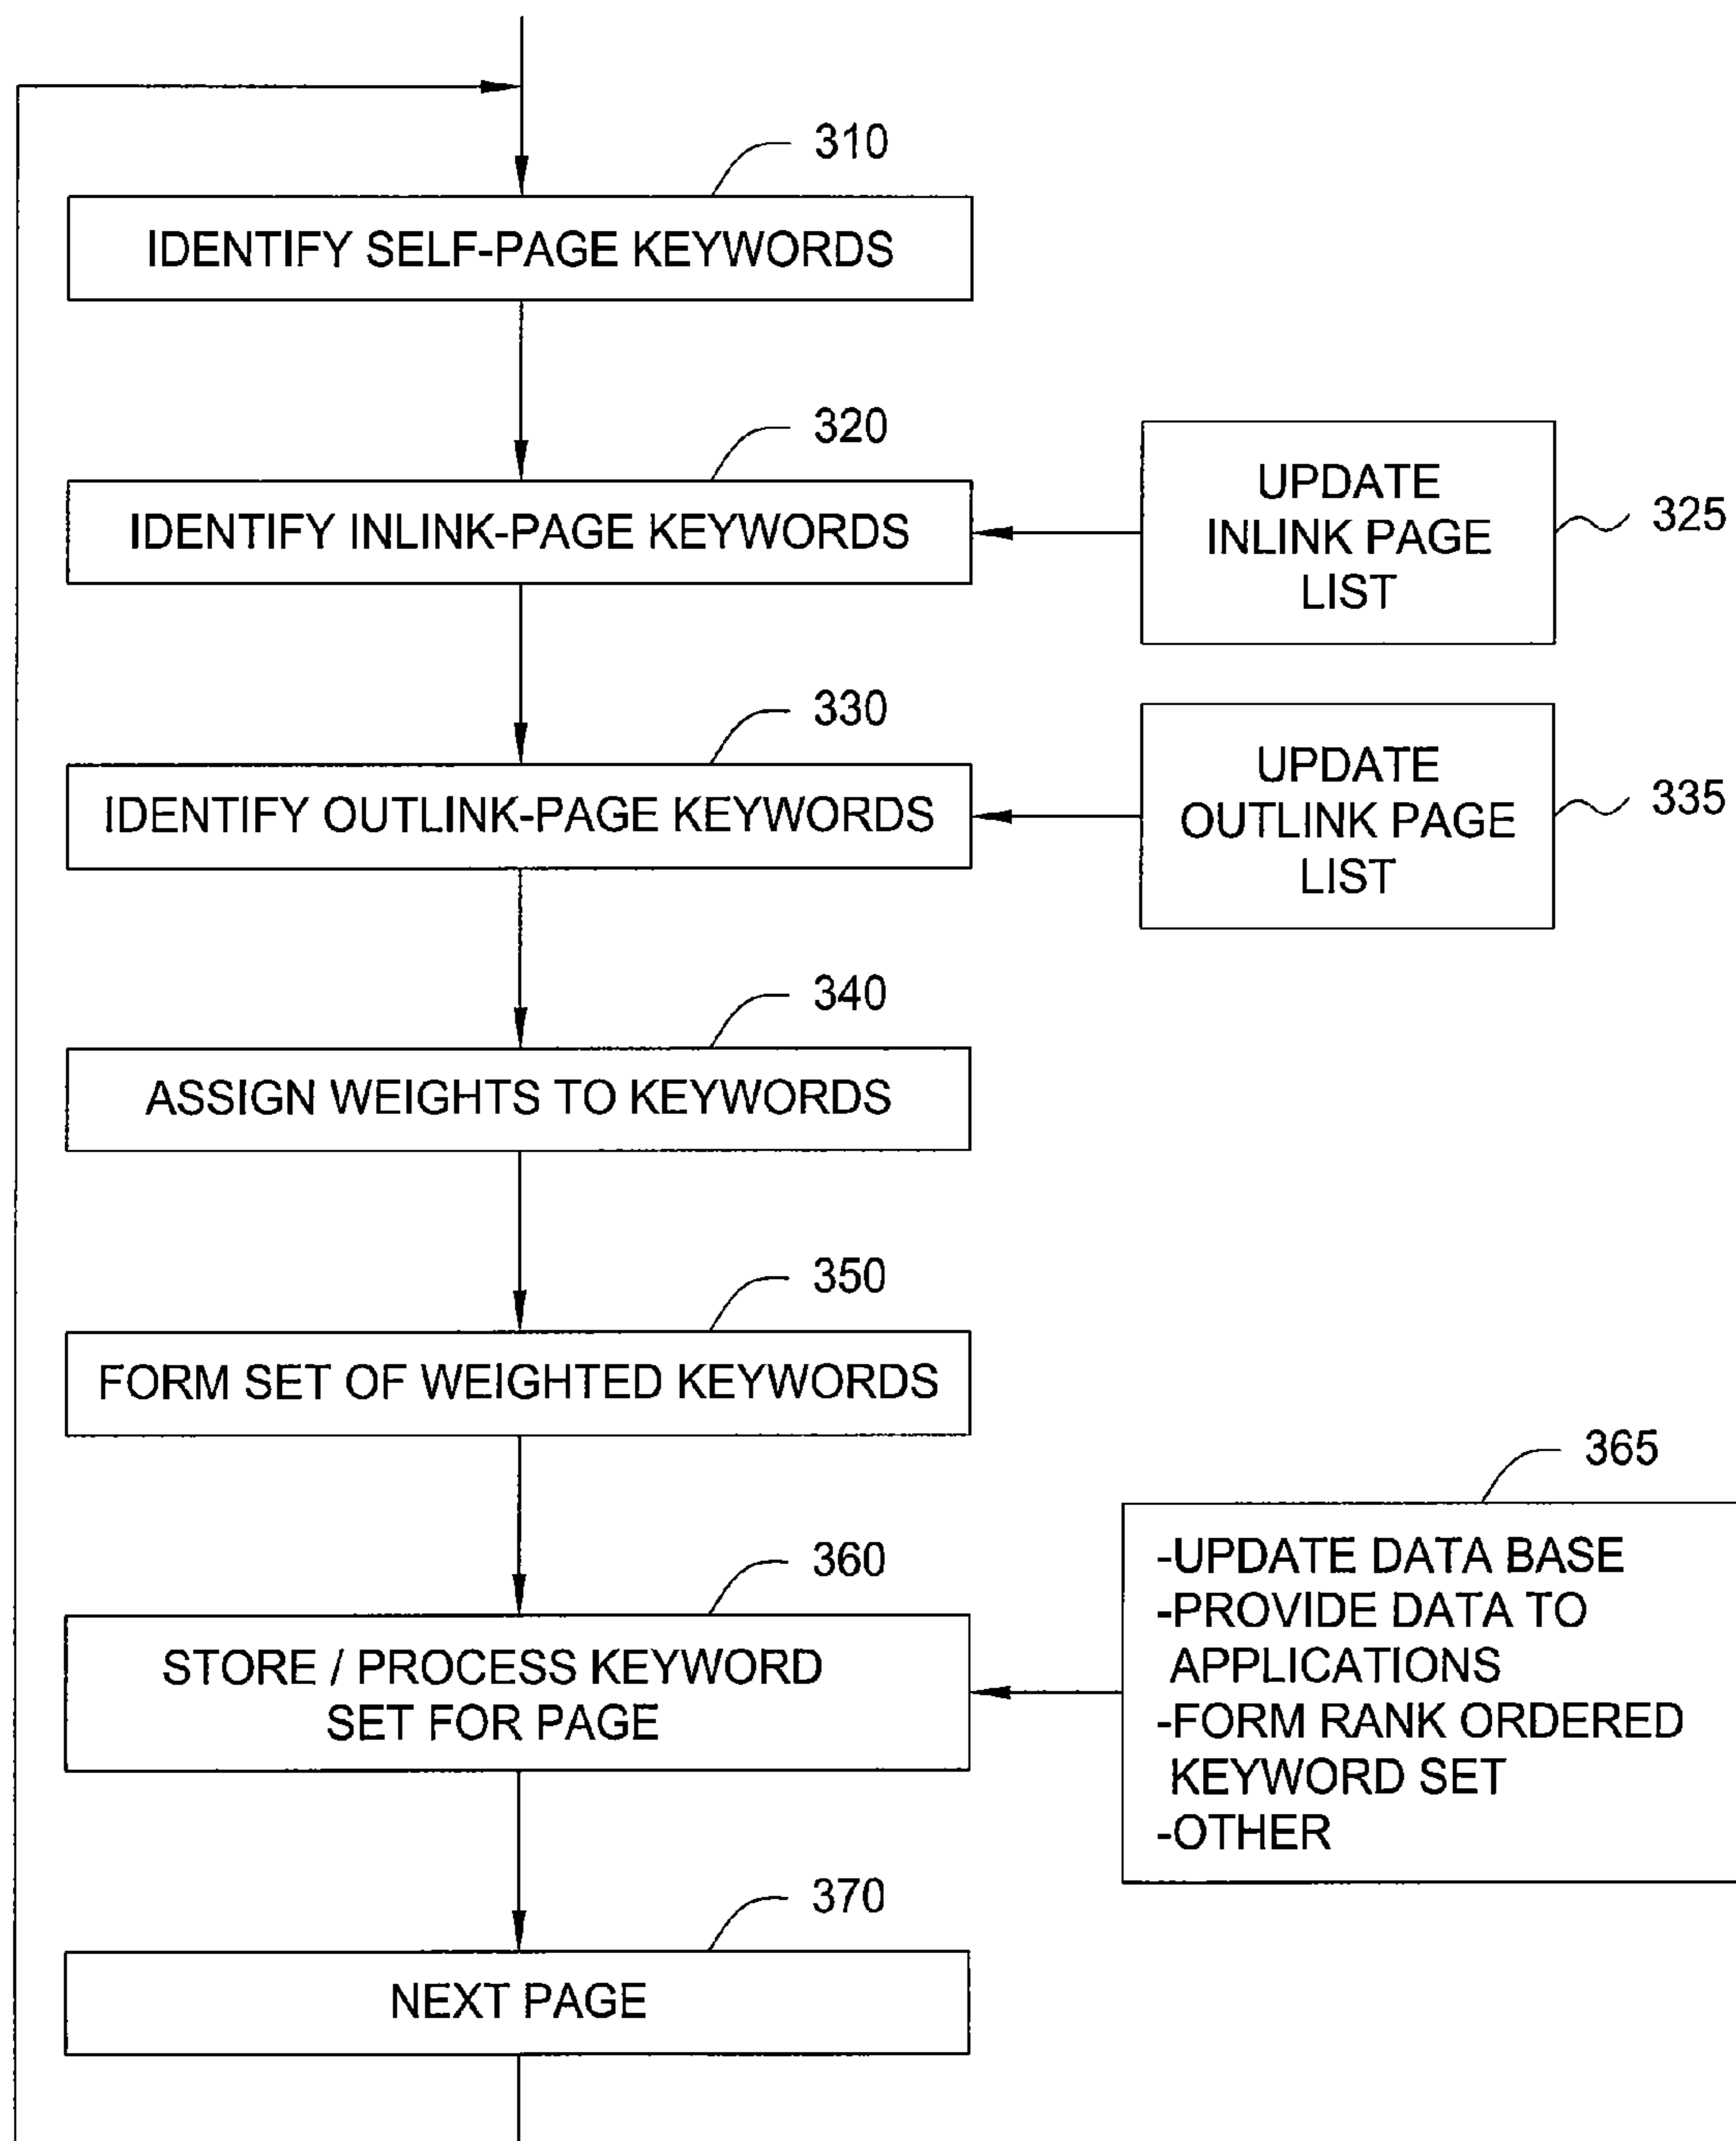 310
IDENTIFY SELF-PAGE KEYWORDS
320
IDENTIFY INLINK-PAGE KEYWORDS
UPDATE
INLINK PAGE
LIST
325
330
IDENTIFY OUTLINK-PAGE KEYWORDS
UPDATE
OUTLINK PAGE
LIST
335
340
ASSIGN WEIGHTS TO KEYWORDS
350
FORM SET OF WEIGHTED KEYWORDS
360
STORE / PROCESS KEYWORD
SET FOR PAGE
365
-UPDATE DATA BASE
-PROVIDE DATA TO
APPLICATIONS
-FORM RANK ORDERED
KEYWORD SET
-OTHER
370
NEXT PAGE